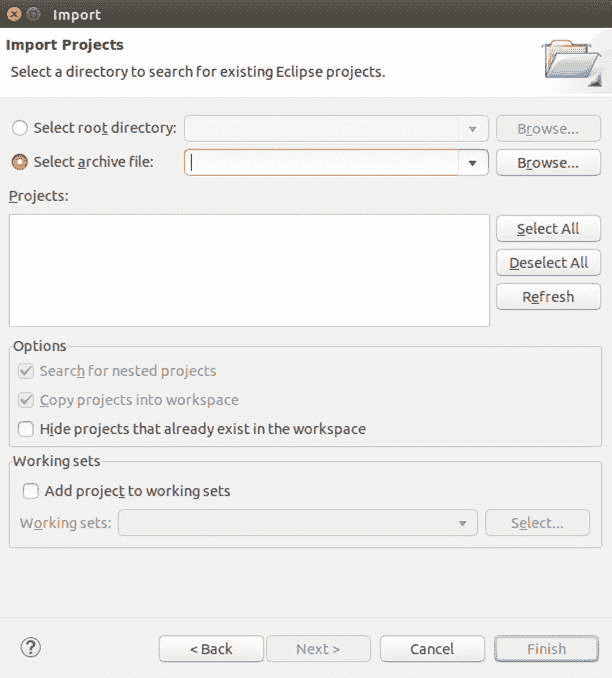 Import
Import Projects
Select a directory to search for existing Eclipse projects.
Select root directory:
Browse...
Select archive file:
Browse...
Projects:
Select All
Deselect All
Refresh
Options
Search for nested projects
Copy projects into workspace
Hide projects that already exist in the workspace
Working sets
Add project to working sets
Working sets:
Select...
?
< Back
Next >
Cancel
Finish